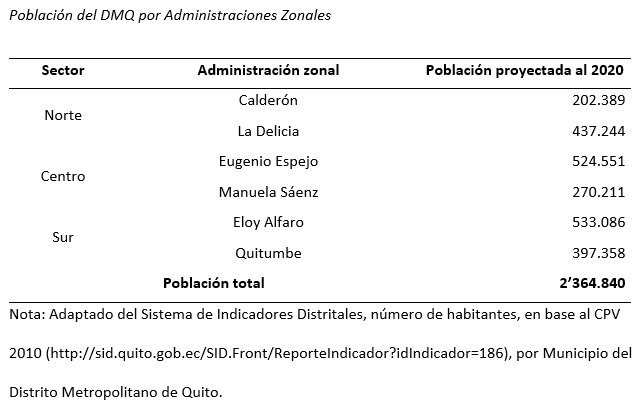 Población del DMQ por Administraciones Zonales
Sector Administración zonal Población proyectada al 2020
Norte
Calderón 202.389
La Delicia 437.244
Centro
Eugenio Espejo 524.551
Manuela Sáenz 270.211
Sur
Eloy Alfaro 533.086
Quitumbe 397.358
Población total 2’364.840
Nota: Adaptado del Sistema de Indicadores Distritales, número de habitantes, en base al CPV
2010 (http://sid.quito.gob.ec/SID.Front/ReporteIndicador?idIndicador=186), por Municipio del
Distrito Metropolitano de Quito.